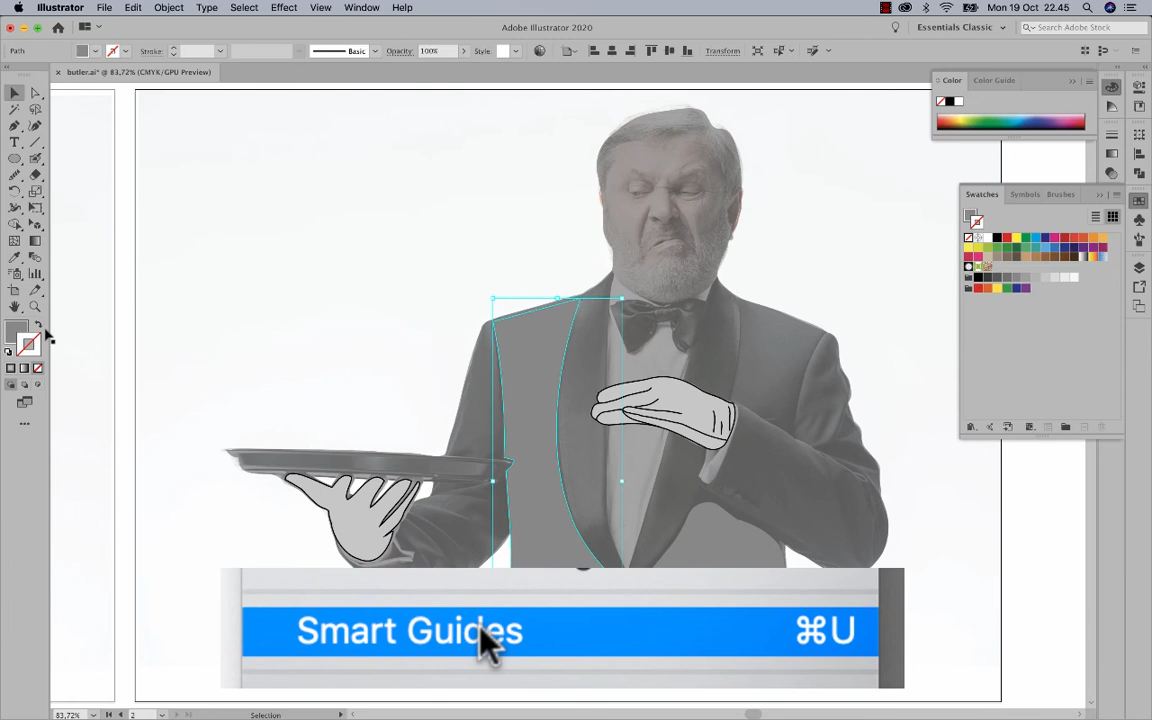 Illustrator File Edit Object Type Select Effect View Window Help Mon 19 Oct 22.45
Adobe Illustrator 2020 Essentials Classic Search Adobe Stock
Path Stroke: Basic Opacity: 100% Style: Transform
× butler.ai* @ 83,72% (CMYK/GPU Preview)
Color Color Guide
Swatches Symbols Brushes
Smart Guides ⌘U
83,72% 2 Selection